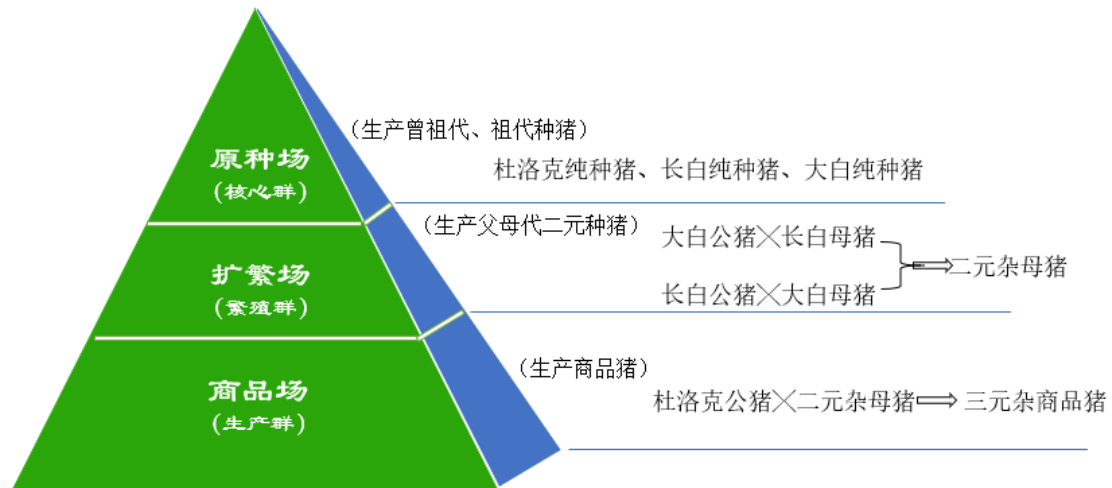 (生产曾祖代、祖代种猪)
原种场
(核心群)
杜洛克纯种猪、长白纯种猪、大白纯种猪
(生产父母代二元种猪)
大白公猪╳长白母猪
扩繁场
(繁殖群)
二元杂母猪
长白公猪╳大白母猪
(生产商品猪)
商品场
(生产群)
杜洛克公猪╳二元杂母猪⇒三元杂商品猪